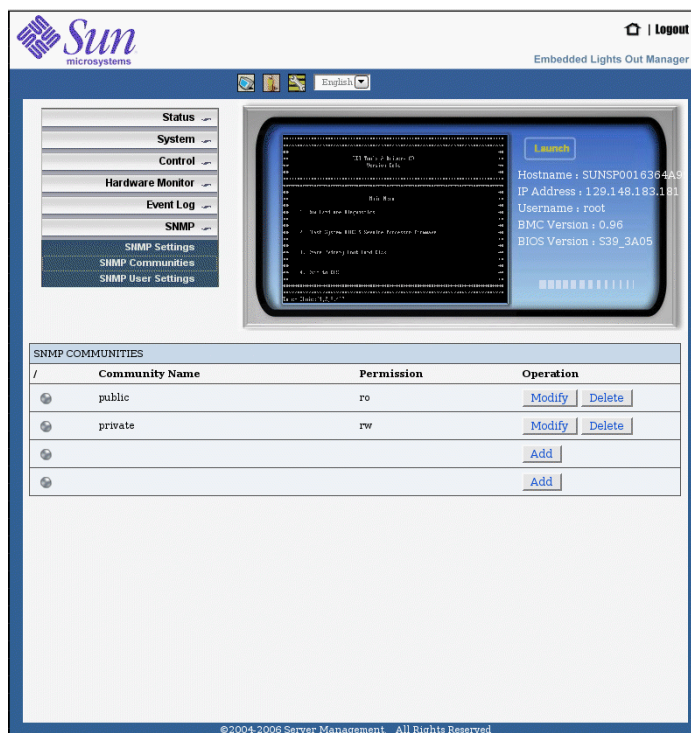 Sun
microsystems
| Logout
Embedded Lights Out Manager
English
Status
System
Control
Hardware Monitor
Event Log
SNMP
SNMP Settings
SNMP Communities
SNMP User Settings
Main Menu
Launch
Hostname : SUNSP0016364A9
IP Address : 129.148.183.181
Username : root
BMC Version : 0.96
BIOS Version : S39_3A05
SNMP COMMUNITIES
/ Community Name Permission Operation
public ro Modify Delete
private rw Modify Delete
Add
Add
©2004-2006 Server Management. All Rights Reserved